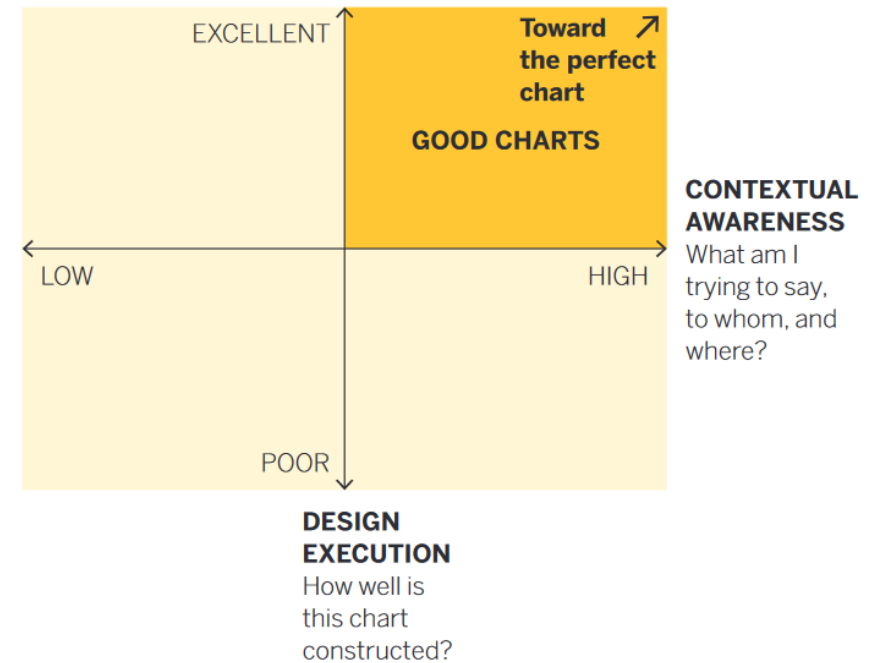 EXCELLENT
Toward
the perfect
chart
GOOD CHARTS
LOW
HIGH
CONTEXTUAL
AWARENESS
What am I
trying to say,
to whom, and
where?
POOR
DESIGN
EXECUTION
How well is
this chart
constructed?